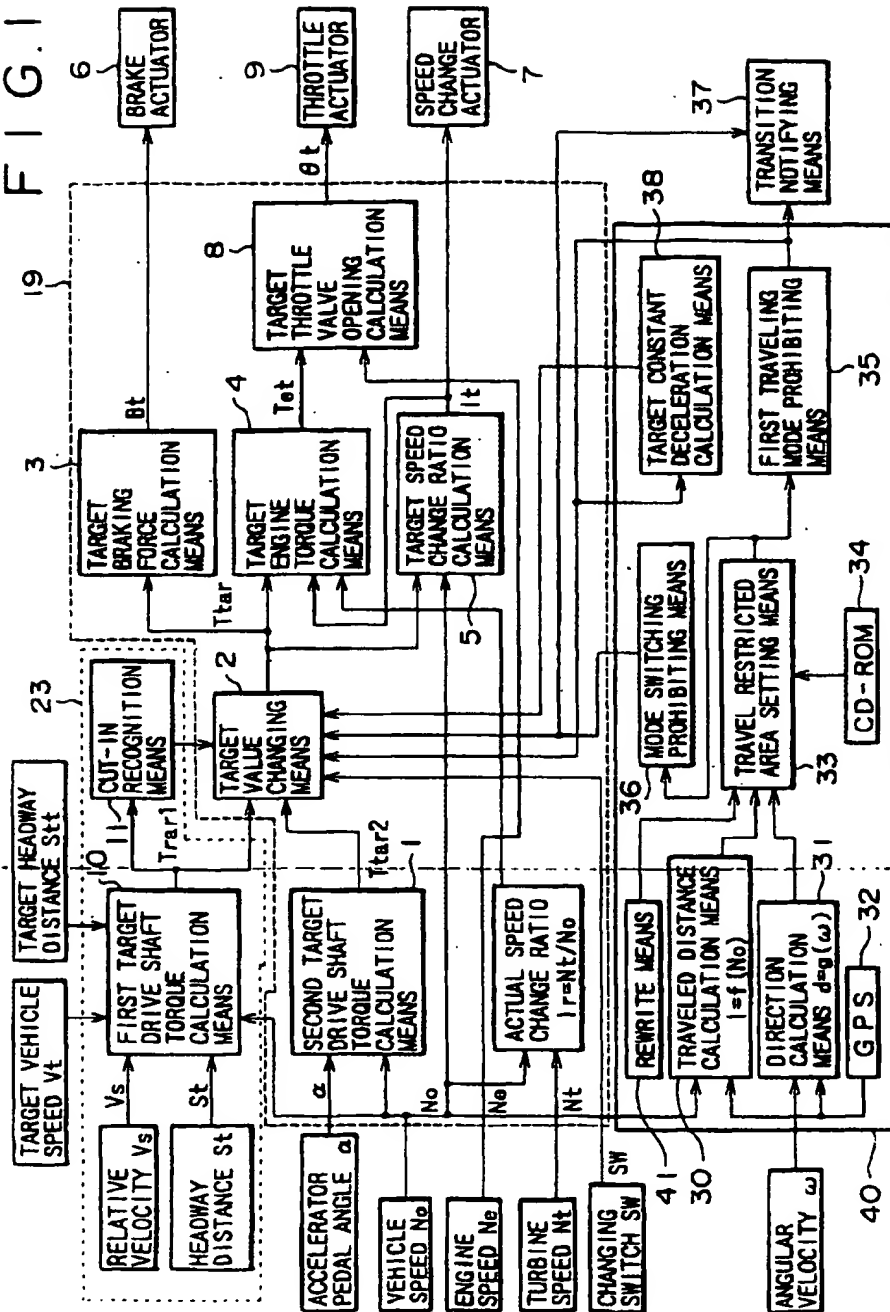 FIG. 1
TARGET VEHICLE
SPEED Vt
TARGET HEADWAY
DISTANCE Stt
RELATIVE
VELOCITY Vs
HEADWAY
DISTANCE St
Vs
St
10
FIRST TARGET
DRIVE SHAFT
TORQUE
CALCULATION
MEANS
Trar1
11
CUT-IN
RECOGNITION
MEANS
23
19
2
TARGET
VALUE
CHANGING
MEANS
Ttar
3
TARGET
BRAKING
FORCE
CALCULATION
MEANS
Bt
6
BRAKE
ACTUATOR
4
TARGET
ENGINE
TORQUE
CALCULATION
MEANS
Tet
8
TARGET
THROTTLE
VALVE
OPENING
CALCULATION
MEANS
θt
9
THROTTLE
ACTUATOR
TARGET SPEED
CHANGE RATIO
CALCULATION
MEANS
5
It
SPEED
CHANGE
ACTUATOR
7
ACCELERATOR
PEDAL ANGLE α
α
SECOND TARGET
DRIVE SHAFT
TORQUE
CALCULATION
MEANS
1
Ttar2
VEHICLE
SPEED No
No
ENGINE
SPEED Ne
Ne
TURBINE
SPEED Nt
Nt
ACTUAL SPEED
CHANGE RATIO
Ir=Nt/No
CHANGING
SWITCH SW
SW
41
REWRITE MEANS
30
TRAVELED DISTANCE
CALCULATION MEANS
l=f(No)
DIRECTION
CALCULATION
MEANS d=g(ω)
31
GPS
32
ANGULAR
VELOCITY ω
40
36
MODE SWITCHING
PROHIBITING MEANS
TRAVEL RESTRICTED
AREA SETTING MEANS
33
CD-ROM
34
38
TARGET CONSTANT
DECELERATION
CALCULATION MEANS
FIRST TRAVELING
MODE PROHIBITING
MEANS
35
37
TRANSITION
NOTIFYING
MEANS